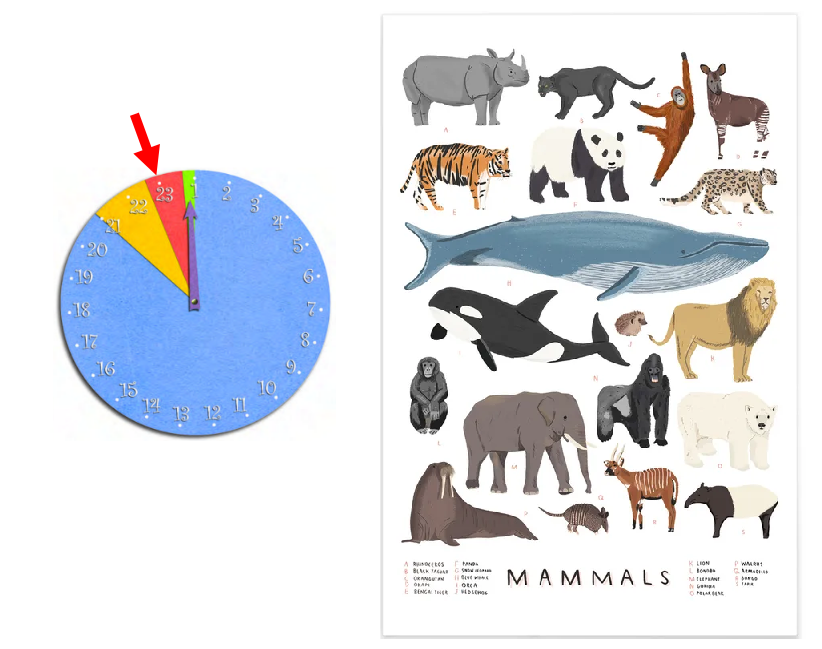 23
1
2
22
3
21
4
20
5
19
6
18
7
17
8
16
9
15
10
14
13
12
11
A
E
G
K
N
L
M
O
Q
P
R
S
A RHINOCEROS
BLACK JAGUAR
ORANGUTAN
OKAPI
E BENGAL TIGER
PANDA
SNOW LEOPARD
H BLUE WHALE
I ORCA
J HEDGEHOG
MAMMALS
K LION
L BONOBO
M ELEPHANT
N GORILLA
O POLAR BEAR
P WALRUS
Q ARMADILLO
R BONGO
S TAPIR